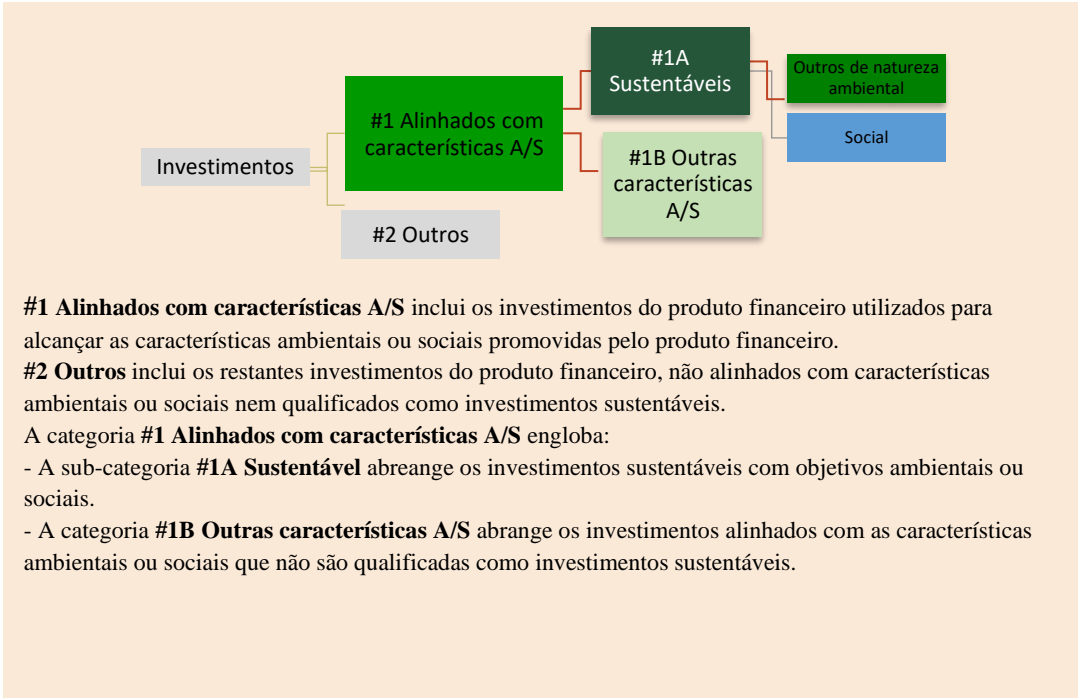 #1A
Sustentáveis
Outros de natureza
ambiental
#1 Alinhados com
características A/S
Social
Investimentos
#1B Outras
características
A/S
#2 Outros
#1 Alinhados com características A/S inclui os investimentos do produto financeiro utilizados para
alcançar as características ambientais ou sociais promovidas pelo produto financeiro.
#2 Outros inclui os restantes investimentos do produto financeiro, não alinhados com características
ambientais ou sociais nem qualificados como investimentos sustentáveis.
A categoria #1 Alinhados com características A/S engloba:
- A sub-categoria #1A Sustentável abreange os investimentos sustentáveis com objetivos ambientais ou
sociais.
- A categoria #1B Outras características A/S abrange os investimentos alinhados com as características
ambientais ou sociais que não são qualificadas como investimentos sustentáveis.